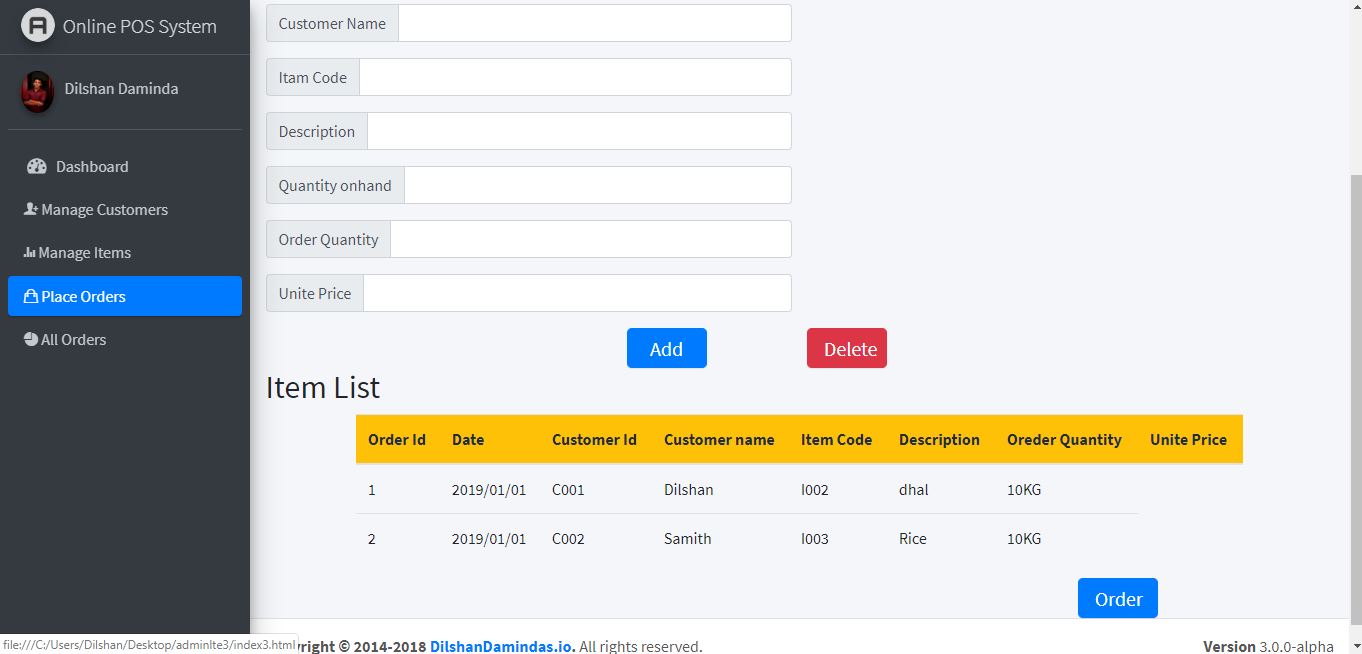 Online POS System
Dilshan Daminda
Dashboard
Manage Customers
Manage Items
Place Orders
All Orders
Customer Name
Itam Code
Description
Quantity onhand
Order Quantity
Unite Price
Add Delete
Item List
Order Id Date Customer Id Customer name Item Code Description Oreder Quantity Unite Price
1 2019/01/01 C001 Dilshan I002 dhal 10KG
2 2019/01/01 C002 Samith I003 Rice 10KG
Order
file:///C:/Users/Dilshan/Desktop/adminlte3/index3.html
right © 2014-2018 DilshanDamindas.io. All rights reserved. Version 3.0.0-alpha